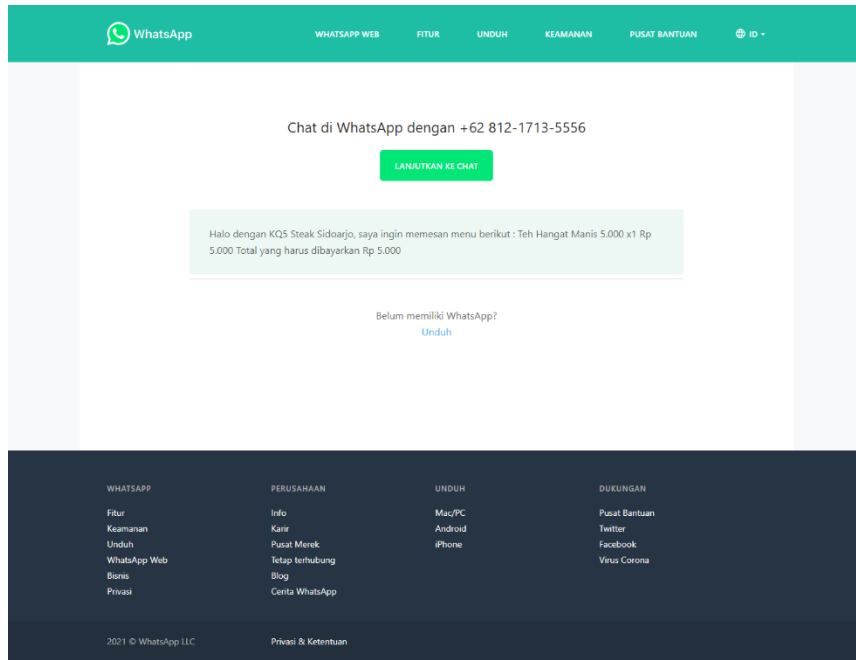 WhatsApp
WHATSAPP WEB
FITUR
UNDUH
KEAMANAN
PUSAT BANTUAN
ID
Chat di WhatsApp dengan +62 812-1713-5556
LANJUTKAN KE CHAT
Halo dengan KQ5 Steak Sidoarjo, saya ingin memesan menu berikut : Teh Hangat Manis 5.000 x1 Rp
5.000 Total yang harus dibayarkan Rp 5.000
Belum memiliki WhatsApp?
Unduh
WHATSAPP
Fitur
Keamanan
Unduh
WhatsApp Web
Bisnis
Privasi
PERUSAHAAN
Info
Karir
Pusat Merek
Tetap terhubung
Blog
Cerita WhatsApp
UNDUH
Mac/PC
Android
iPhone
DUKUNGAN
Pusat Bantuan
Twitter
Facebook
Virus Corona
2021 © WhatsApp LLC
Privasi & Ketentuan